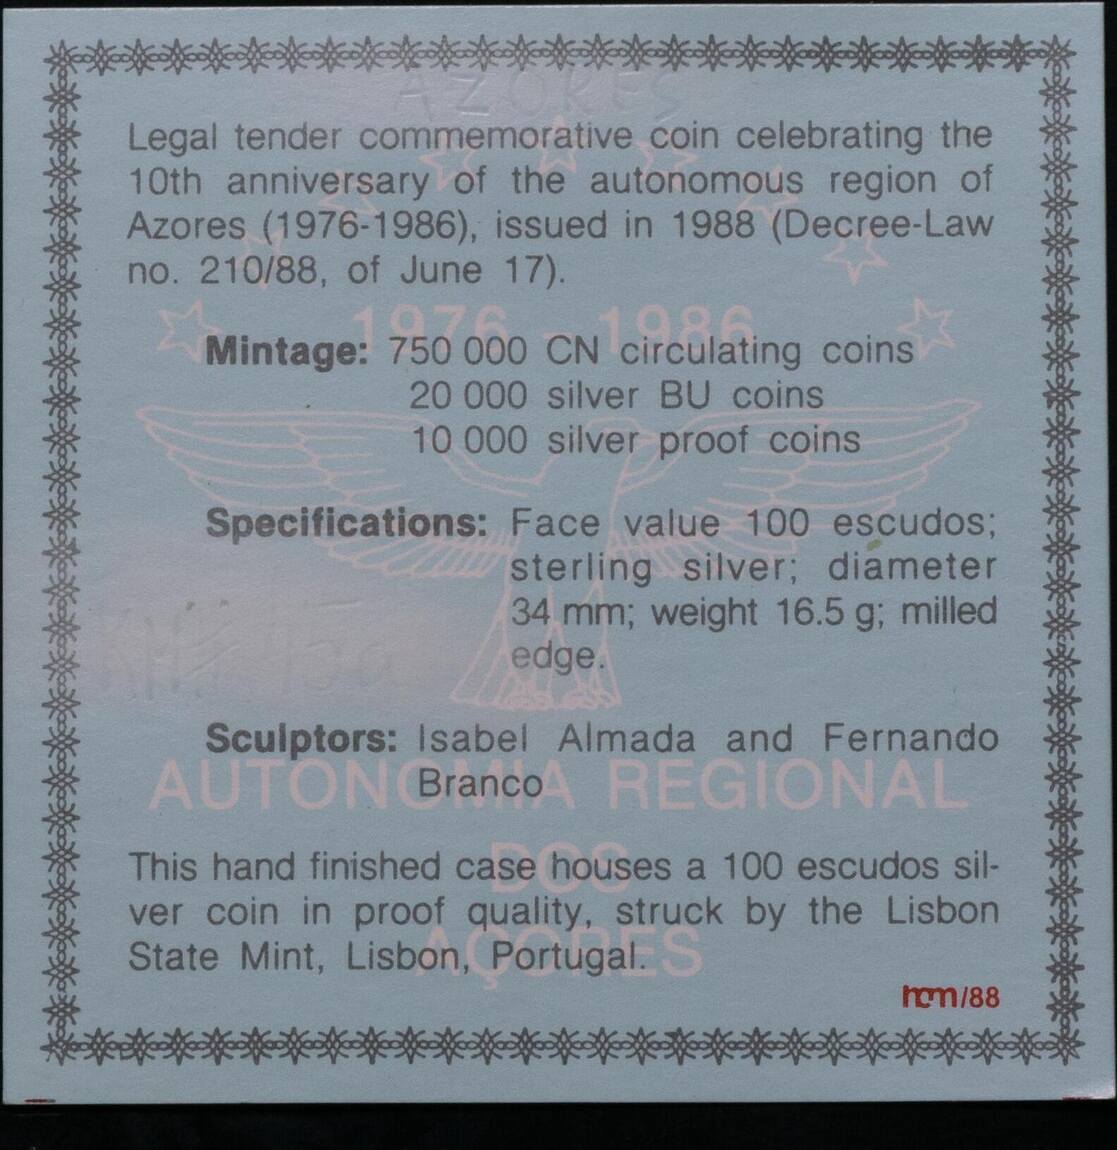 AZORES
Legal tender commemorative coin celebrating the
10th anniversary of the autonomous region of
Azores (1976-1986), issued in 1988 (Decree-Law
no. 210/88, of June 17).
1976 - 1986
Mintage: 750 000 CN circulating coins
20 000 silver BU coins
10 000 silver proof coins
Specifications: Face value 100 escudos;
sterling silver; diameter
34 mm; weight 16.5 g; milled
edge.
Sculptors: Isabel Almada and Fernando
Branco
AUTONOMIA REGIONAL
DOS
AÇORES
This hand finished case houses a 100 escudos sil-
ver coin in proof quality, struck by the Lisbon
State Mint, Lisbon, Portugal.
incm/88